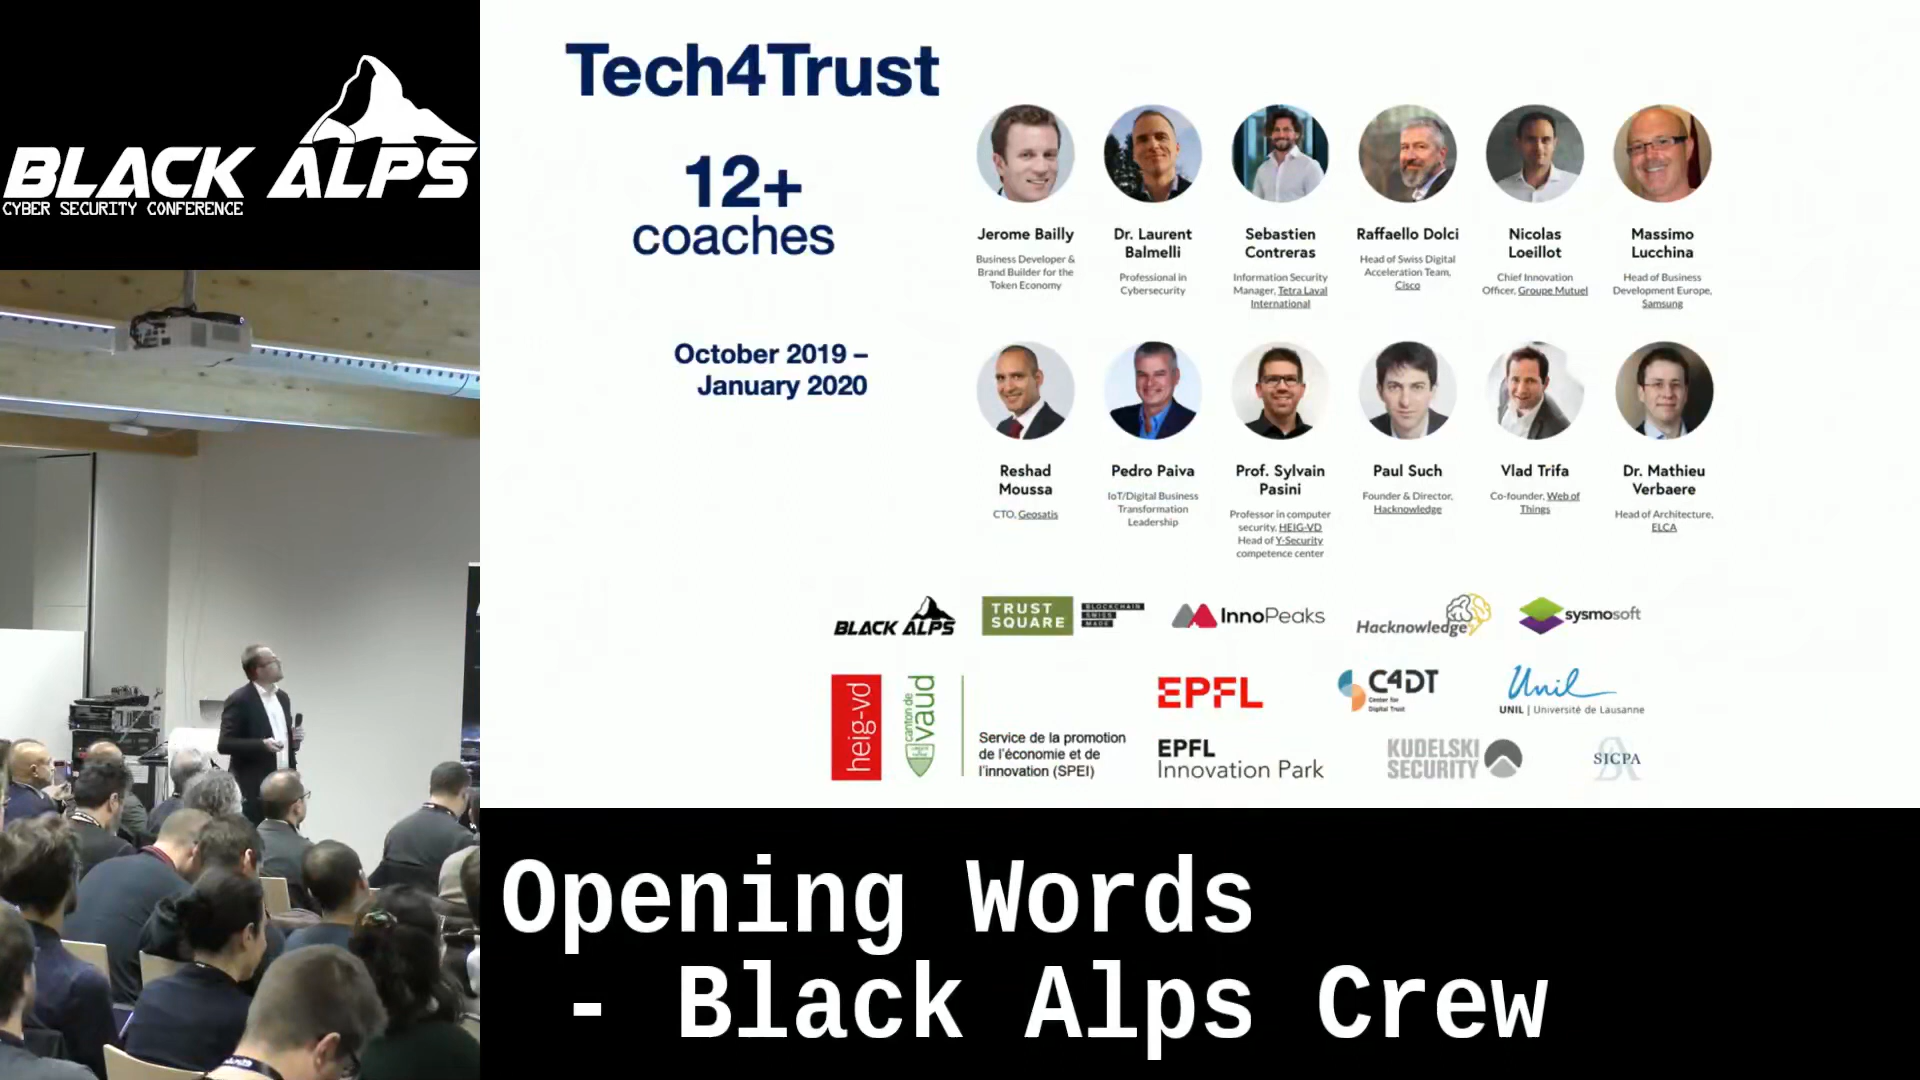 BLACK ALPS
CYBER SECURITY CONFERENCE
Tech4Trust
12+
coaches
October 2019 –
January 2020
Jerome Bailly
Business Developer &
Brand Builder for the
Token Economy
Dr. Laurent
Balmelli
Professional in
Cybersecurity
Sebastien
Contreras
Information Security
Manager, Tetra Laval
International
Raffaello Dolci
Head of Swiss Digital
Acceleration Team,
Cisco
Nicolas
Loeillot
Chief Innovation
Officer, Groupe Mutuel
Massimo
Lucchina
Head of Business
Development Europe,
Samsung
Reshad
Moussa
CTO, Geosatis
Pedro Paiva
IoT/Digital Business
Transformation
Leadership
Prof. Sylvain
Pasini
Professor in computer
security, HEIG-VD
Head of Y-Security
competence center
Paul Such
Founder & Director,
Hacknowledge
Vlad Trifa
Co-founder, Web of
Things
Dr. Mathieu
Verbaere
Head of Architecture,
ELCA
BLACK ALPS
TRUST
SQUARE
BLOCKCHAIN
SWISS
MADE
InnoPeaks
Hacknowledge
sysmosoft
heig-vd
canton de
vaud
Service de la promotion
de l'économie et de
l'innovation (SPEI)
EPFL
C4DT
Center for
Digital Trust
Unil
UNIL | Université de Lausanne
EPFL
Innovation Park
KUDELSKI
SECURITY
SICPA
Opening Words
- Black Alps Crew